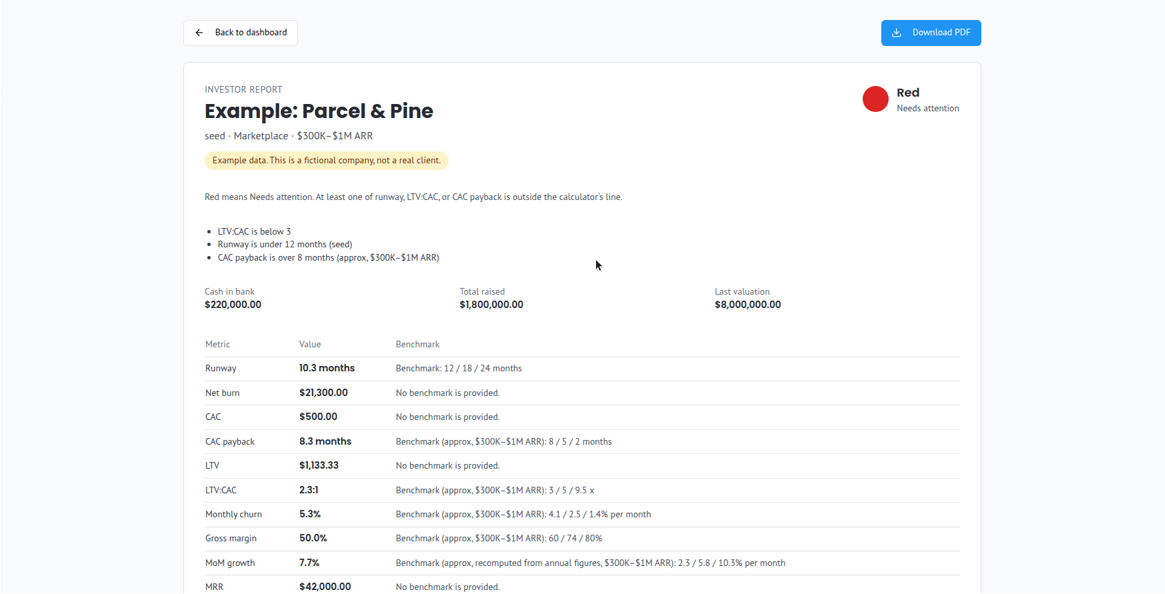 Back to dashboard
Download PDF
INVESTOR REPORT
Example: Parcel & Pine
seed · Marketplace · $300K–$1M ARR
Example data. This is a fictional company, not a real client.
Red
Needs attention
Red means Needs attention. At least one of runway, LTV:CAC, or CAC payback is outside the calculator's line.
• LTV:CAC is below 3
• Runway is under 12 months (seed)
• CAC payback is over 8 months (approx, $300K–$1M ARR)
Cash in bank Total raised Last valuation
$220,000.00 $1,800,000.00 $8,000,000.00
Metric Value Benchmark
Runway 10.3 months Benchmark: 12 / 18 / 24 months
Net burn $21,300.00 No benchmark is provided.
CAC $500.00 No benchmark is provided.
CAC payback 8.3 months Benchmark (approx, $300K–$1M ARR): 8 / 5 / 2 months
LTV $1,133.33 No benchmark is provided.
LTV:CAC 2.3:1 Benchmark (approx, $300K–$1M ARR): 3 / 5 / 9.5 x
Monthly churn 5.3% Benchmark (approx, $300K–$1M ARR): 4.1 / 2.5 / 1.4% per month
Gross margin 50.0% Benchmark (approx, $300K–$1M ARR): 60 / 74 / 80%
MoM growth 7.7% Benchmark (approx, recomputed from annual figures, $300K–$1M ARR): 2.3 / 5.8 / 10.3% per month
MRR $42,000.00 No benchmark is provided.